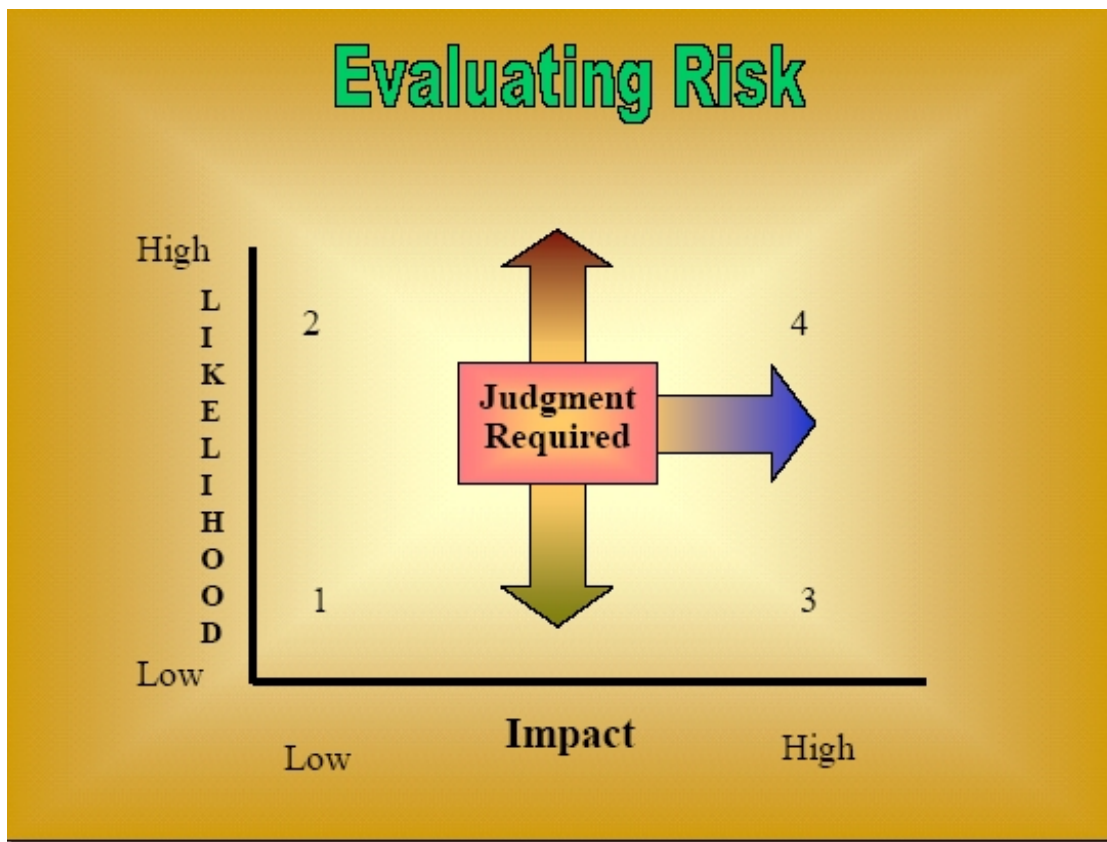 Evaluating Risk
High
LIKELIHOOD
2
4
Judgment
Required
1
3
Low
Impact
Low
High